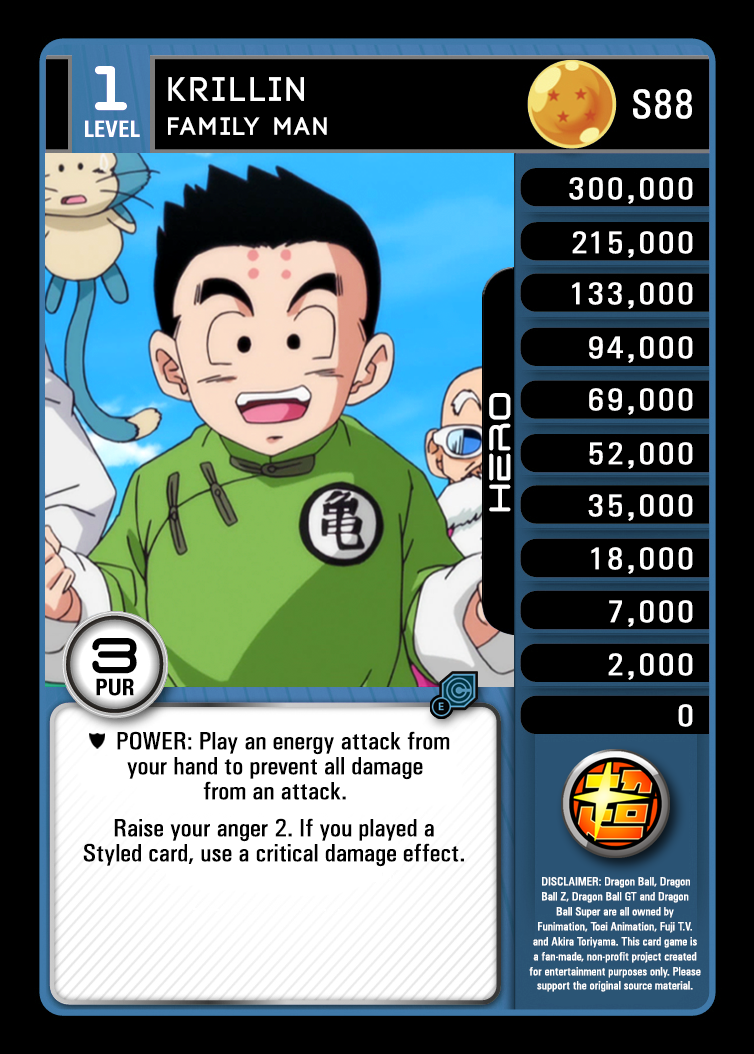 1
LEVEL
KRILLIN
FAMILY MAN
S88
300,000
215,000
133,000
94,000
69,000
52,000
35,000
18,000
7,000
2,000
0
HERO
亀
3
PUR
E
POWER: Play an energy attack from
your hand to prevent all damage
from an attack.
Raise your anger 2. If you played a
Styled card, use a critical damage effect.
超
DISCLAIMER: Dragon Ball, Dragon
Ball Z, Dragon Ball GT and Dragon
Ball Super are all owned by
Funimation, Toei Animation, Fuji T.V.
and Akira Toriyama. This card game is
a fan-made, non-profit project created
for entertainment purposes only. Please
support the original source material.